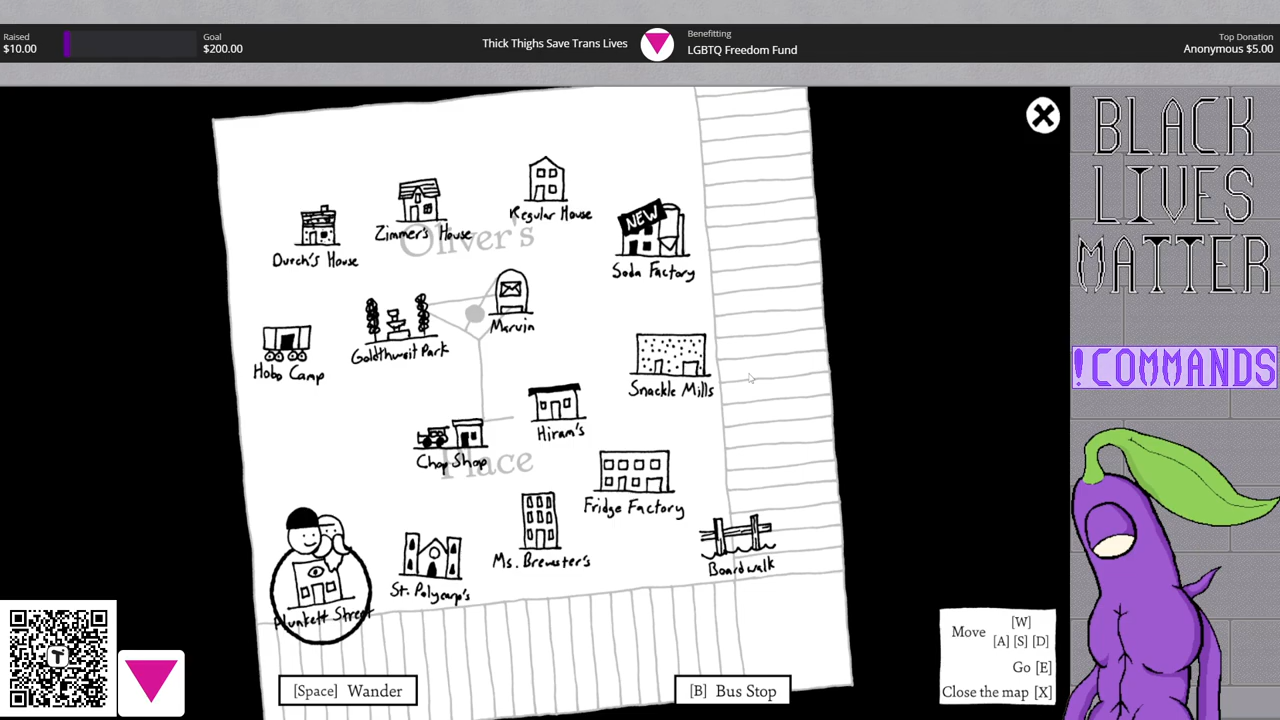 Raised
$10.00
Goal
$200.00
Thick Thighs Save Trans Lives
Benefitting
LGBTQ Freedom Fund
Top Donation
Anonymous $5.00
BLACK
LIVES
MATTER
!COMMANDS
Regular House
Zimmer's House
Durch's House
Oliver's
NEW
Soda Factory
Marvin
Goldthwait Park
Hobo Camp
Snackle Mills
Hiram's
Chop Shop
Place
Fridge Factory
Ms. Brewster's
Boardwalk
St. Polycarp's
Plunkett Street
[Space] Wander
[B] Bus Stop
Move [W]
[A] [S] [D]
Go [E]
Close the map [X]
T